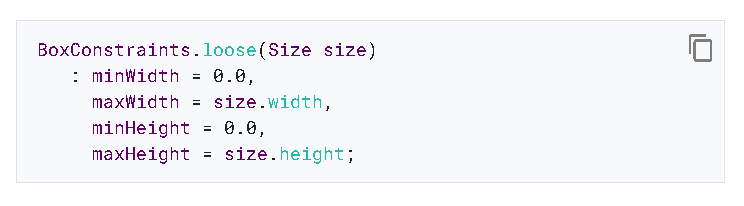 BoxConstraints.loose(Size size)
   : minWidth = 0.0,
     maxWidth = size.width,
     minHeight = 0.0,
     maxHeight = size.height;